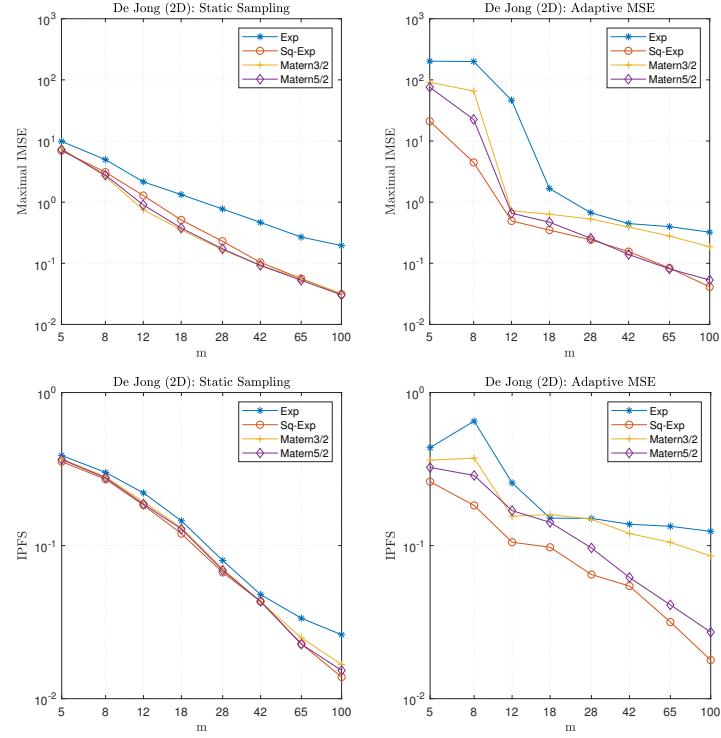 De Jong (2D): Static Sampling
10^3
10^2
10^1
10^0
10^-1
10^-2
Maximal IMSE
Exp
Sq-Exp
Matern3/2
Matern5/2
5 8 12 18 28 42 65 100
m
De Jong (2D): Adaptive MSE
10^3
10^2
10^1
10^0
10^-1
10^-2
Maximal IMSE
Exp
Sq-Exp
Matern3/2
Matern5/2
5 8 12 18 28 42 65 100
m
De Jong (2D): Static Sampling
10^0
10^-1
10^-2
IPFS
Exp
Sq-Exp
Matern3/2
Matern5/2
5 8 12 18 28 42 65 100
m
De Jong (2D): Adaptive MSE
10^0
10^-1
10^-2
IPFS
Exp
Sq-Exp
Matern3/2
Matern5/2
5 8 12 18 28 42 65 100
m